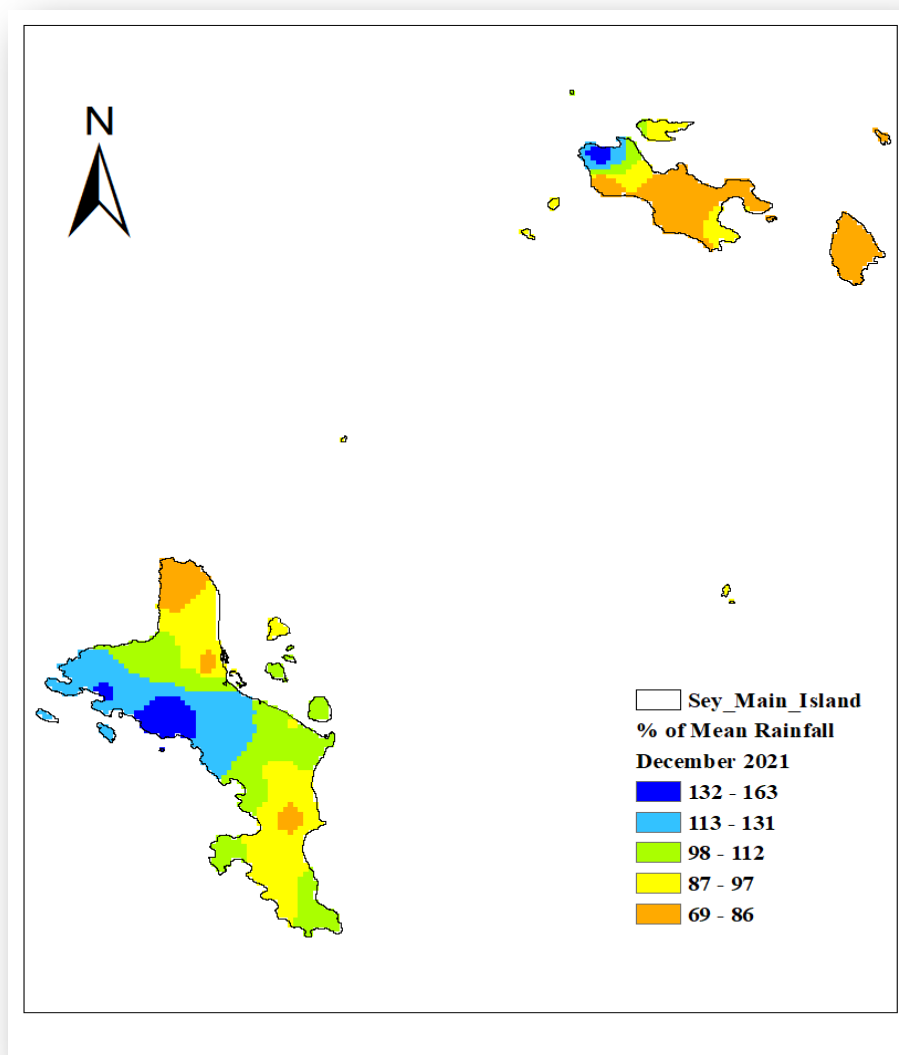 N
Sey_Main_Island
% of Mean Rainfall
December 2021
132 - 163
113 - 131
98 - 112
87 - 97
69 - 86